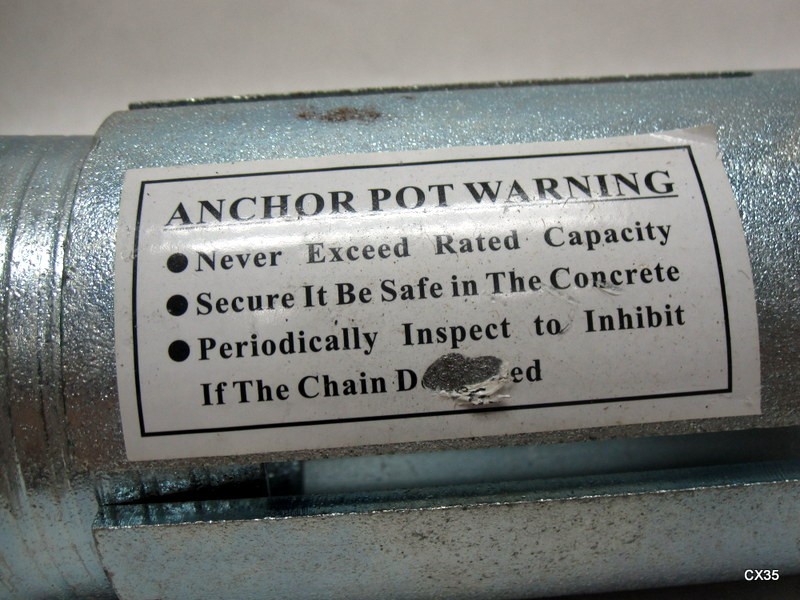 ANCHOR POT WARNING
● Never Exceed Rated Capacity
● Secure It Be Safe in The Concrete
● Periodically Inspect to Inhibit
If The Chain
CX35